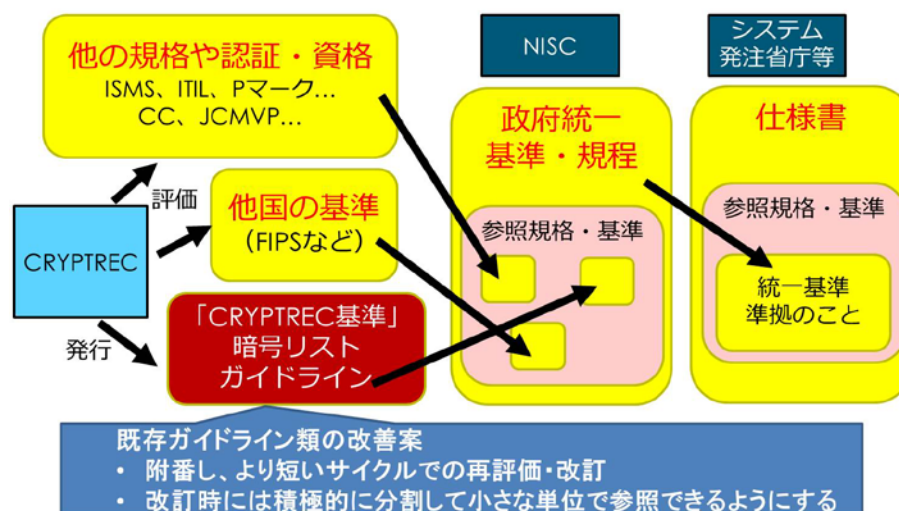 他の規格や認証・資格
ISMS、ITIL、Pマーク…
CC、JCMVP…
NISC
システム
発注省庁等
政府統一
基準・規程
仕様書
評価
他国の基準
（FIPSなど）
参照規格・基準
参照規格・基準
CRYPTREC
統一基準
準拠のこと
発行
「CRYPTREC基準」
暗号リスト
ガイドライン
既存ガイドライン類の改善案
• 附番し、より短いサイクルでの再評価・改訂
• 改訂時には積極的に分割して小さな単位で参照できるようにする